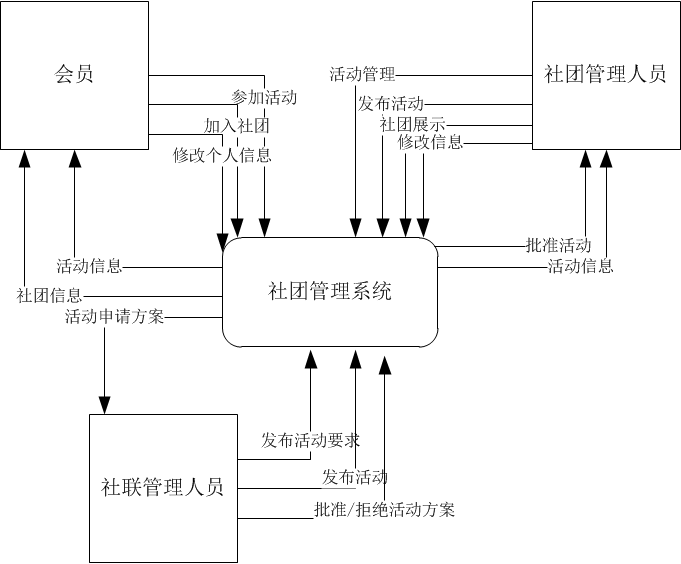 会员
社团管理人员
活动管理
参加活动
发布活动
加入社团
社团展示
修改信息
修改个人信息
批准活动
活动信息
活动信息
社团管理系统
社团信息
活动申请方案
发布活动要求
发布活动
社联管理人员
批准/拒绝活动方案